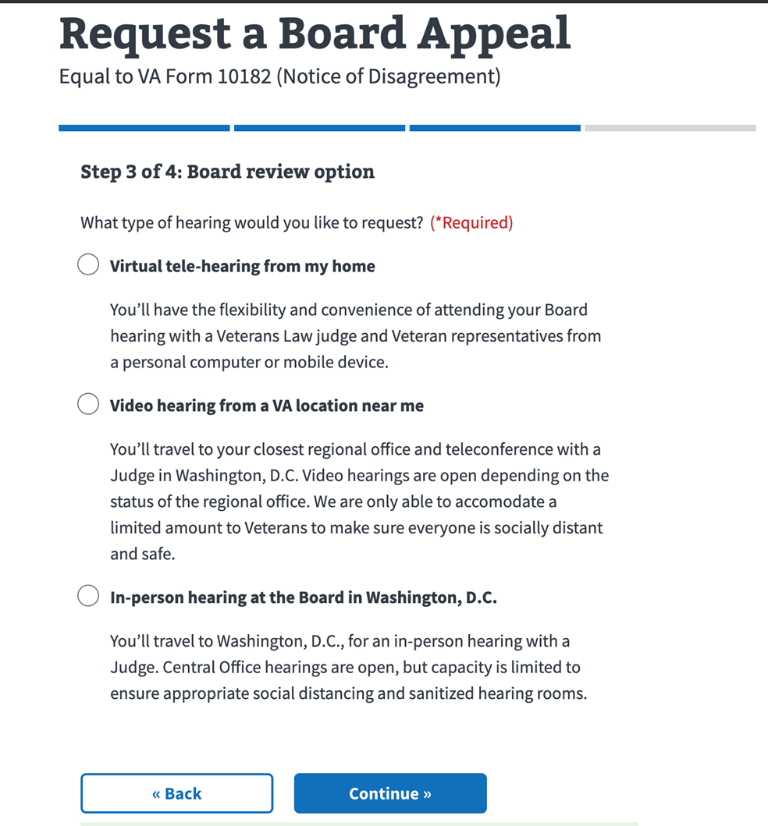 Request a Board Appeal
Equal to VA Form 10182 (Notice of Disagreement)
Step 3 of 4: Board review option
What type of hearing would you like to request? (*Required)
Virtual tele-hearing from my home
You’ll have the flexibility and convenience of attending your Board
hearing with a Veterans Law judge and Veteran representatives from
a personal computer or mobile device.
Video hearing from a VA location near me
You’ll travel to your closest regional office and teleconference with a
Judge in Washington, D.C. Video hearings are open depending on the
status of the regional office. We are only able to accomodate a
limited amount to Veterans to make sure everyone is socially distant
and safe.
In-person hearing at the Board in Washington, D.C.
You’ll travel to Washington, D.C., for an in-person hearing with a
Judge. Central Office hearings are open, but capacity is limited to
ensure appropriate social distancing and sanitized hearing rooms.
« Back
Continue »